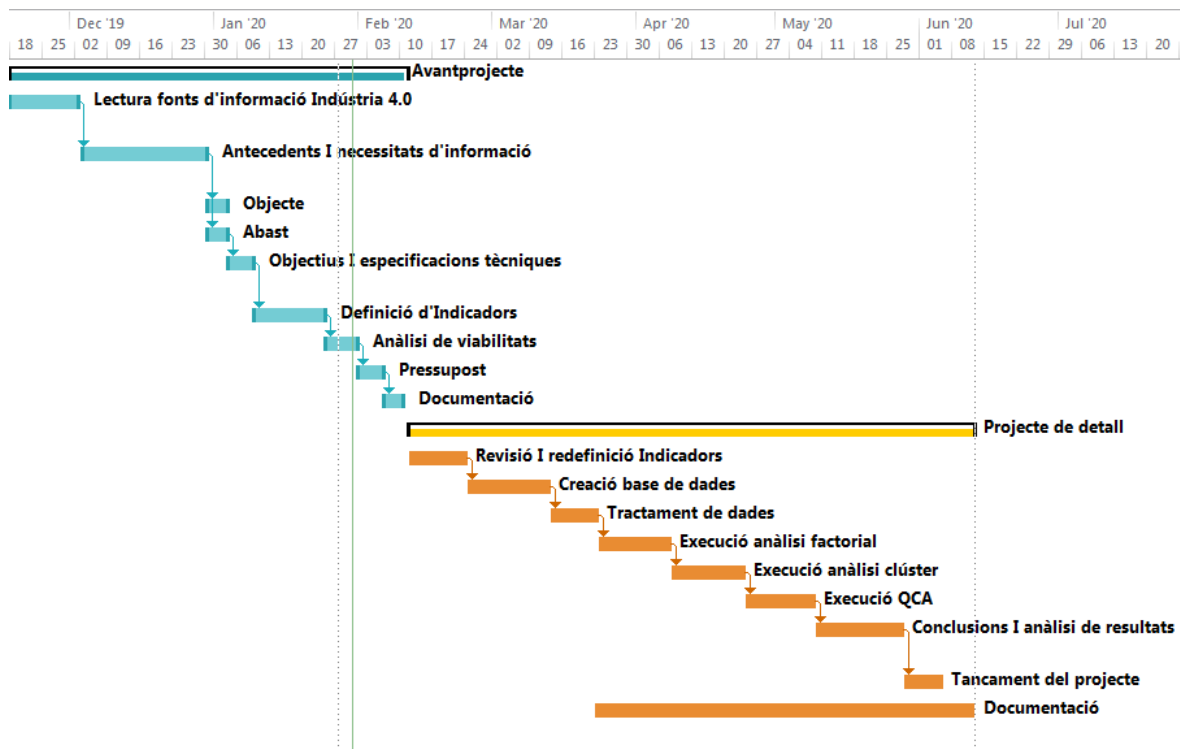 Dec '19 Jan '20 Feb '20 Mar '20 Apr '20 May '20 Jun '20 Jul '20
18 25 02 09 16 23 30 06 13 20 27 03 10 17 24 02 09 16 23 30 06 13 20 27 04 11 18 25 01 08 15 22 29 06 13 20
Avantprojecte
Lectura fonts d'informació Indústria 4.0
Antecedents I necessitats d'informació
Objecte
Abast
Objectius I especificacions tècniques
Definició d'Indicadors
Anàlisi de viabilitats
Pressupost
Documentació
Projecte de detall
Revisió I redefinició Indicadors
Creació base de dades
Tractament de dades
Execució anàlisi factorial
Execució anàlisi clúster
Execució QCA
Conclusions I anàlisi de resultats
Tancament del projecte
Documentació